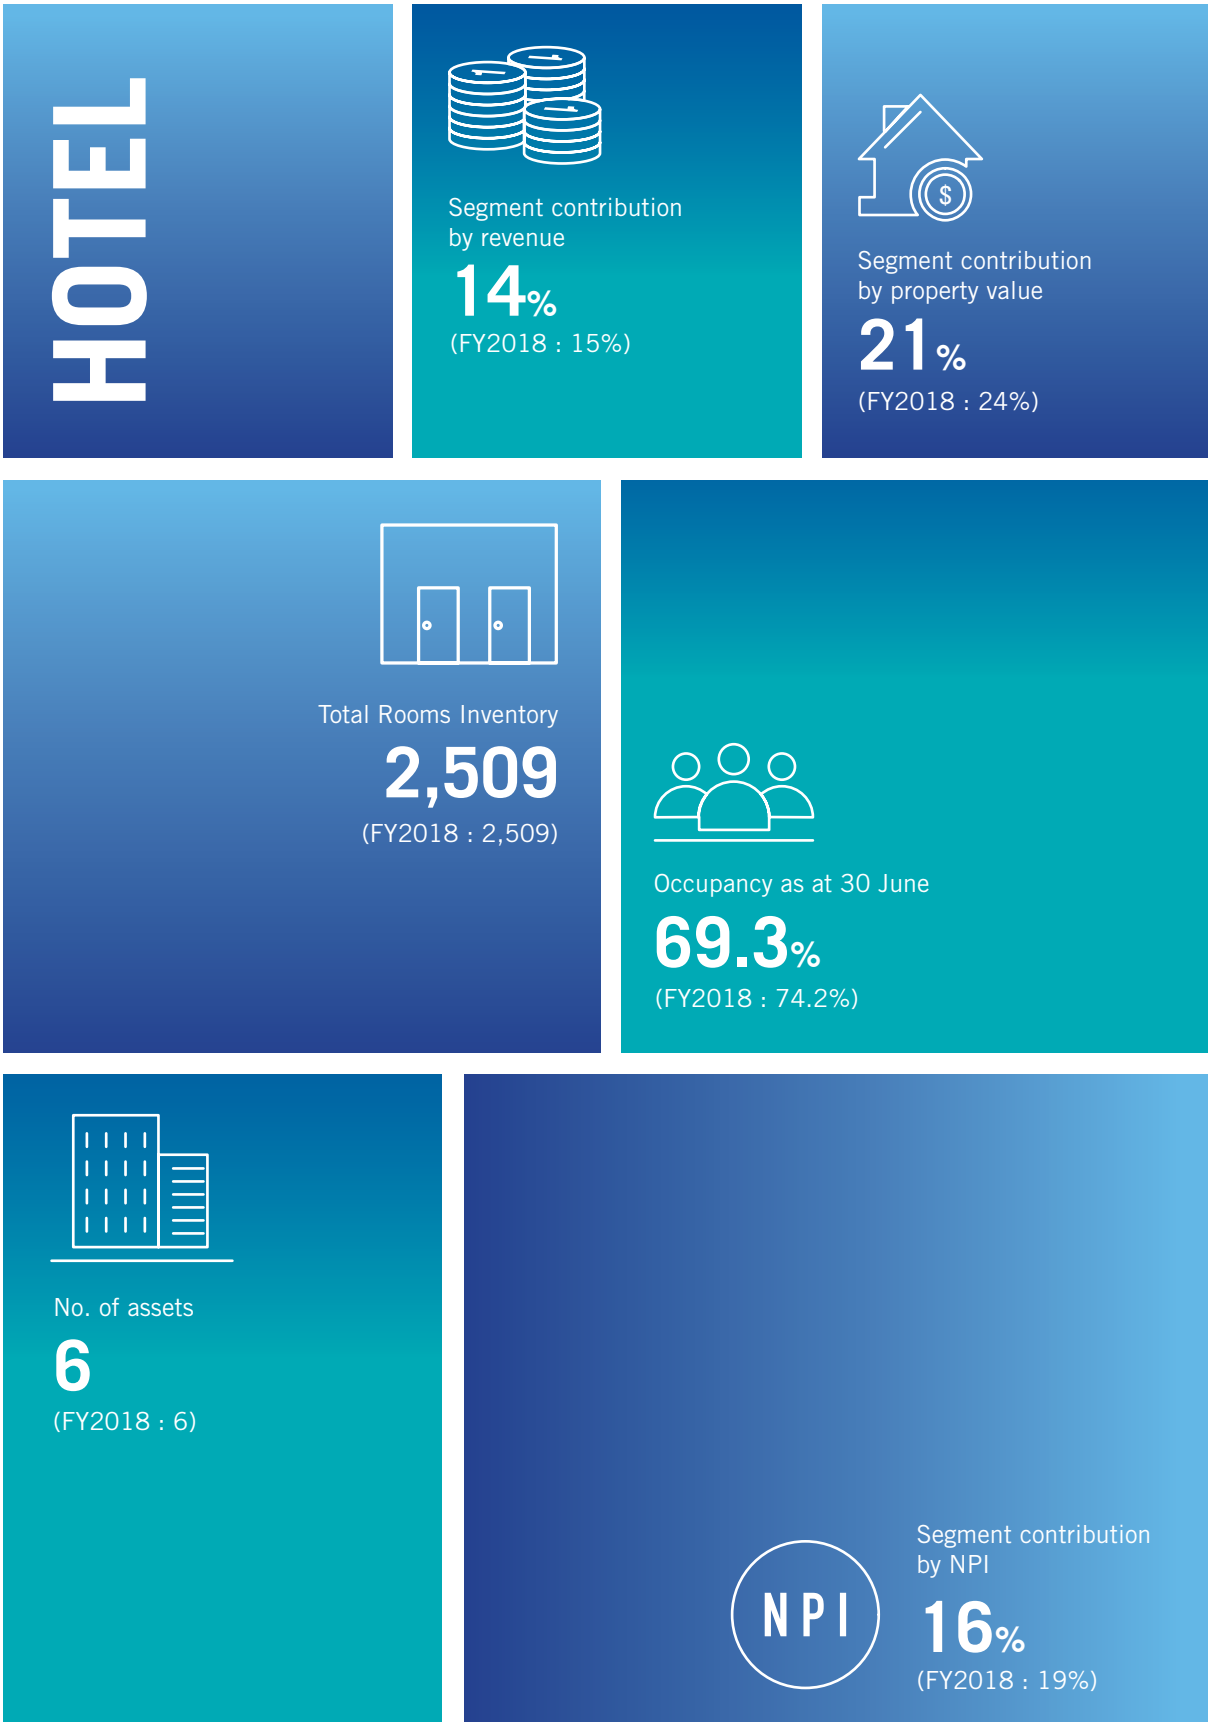 HOTEL
Segment contribution
by revenue
14%
(FY2018 : 15%)
$
Segment contribution
by property value
21%
(FY2018 : 24%)
Total Rooms Inventory
2,509
(FY2018 : 2,509)
Occupancy as at 30 June
69.3%
(FY2018 : 74.2%)
No. of assets
6
(FY2018 : 6)
NPI
Segment contribution
by NPI
16%
(FY2018 : 19%)